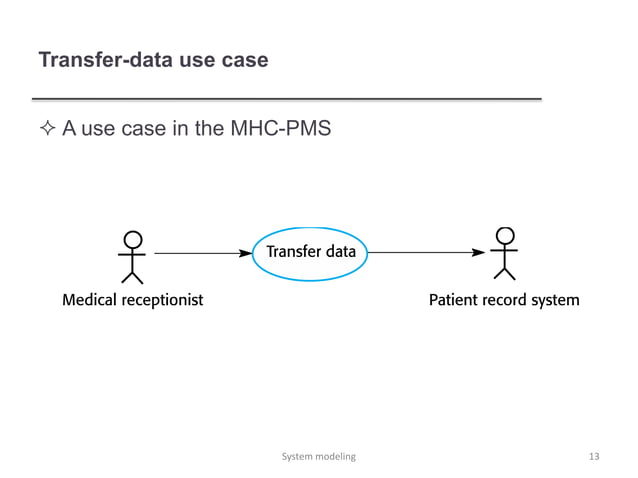 Transfer-data use case
✧ A use case in the MHC-PMS
Transfer data
Medical receptionist
Patient record system
System modeling
13